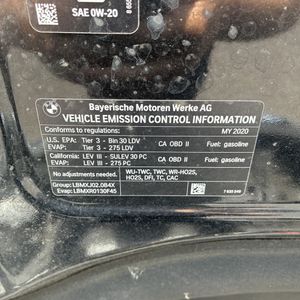 SAE 0W-20
Bayerische Motoren Werke AG
VEHICLE EMISSION CONTROL INFORMATION
Conforms to regulations: MY 2020
U.S. EPA: Tier 3 - Bin 30 LDV CA OBD II Fuel: gasoline
EVAP: Tier 3 - 275 LDV
California: LEV III - SULEV 30 PC CA OBD II Fuel: gasoline
EVAP: LEV III - 275 PC
No adjustments needed. WU-TWC, TWC, WR-HO2S,
HO2S, DFI, TC, CAC
Group: LBMXJ02.0B4X
Evap: LBMXR0130F45